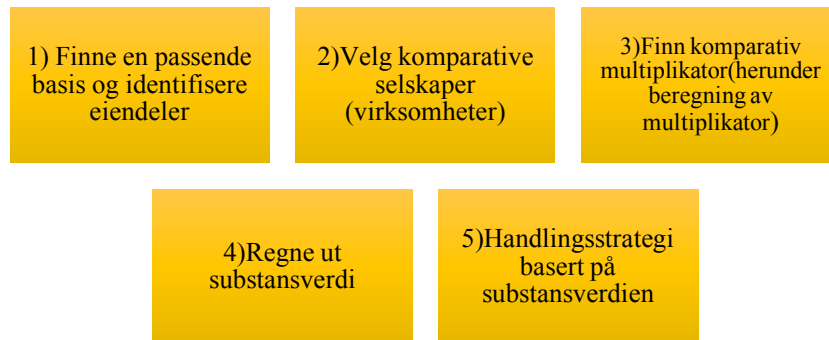 1) Finne en passende
basis og identifisere
eiendeler
2)Velg komparative
selskaper
(virksomheter)
3)Finn komparativ
multiplikator(herunder
beregning av
multiplikator)
4)Regne ut
substansverdi
5)Handlingsstrategi
basert på
substansverdien